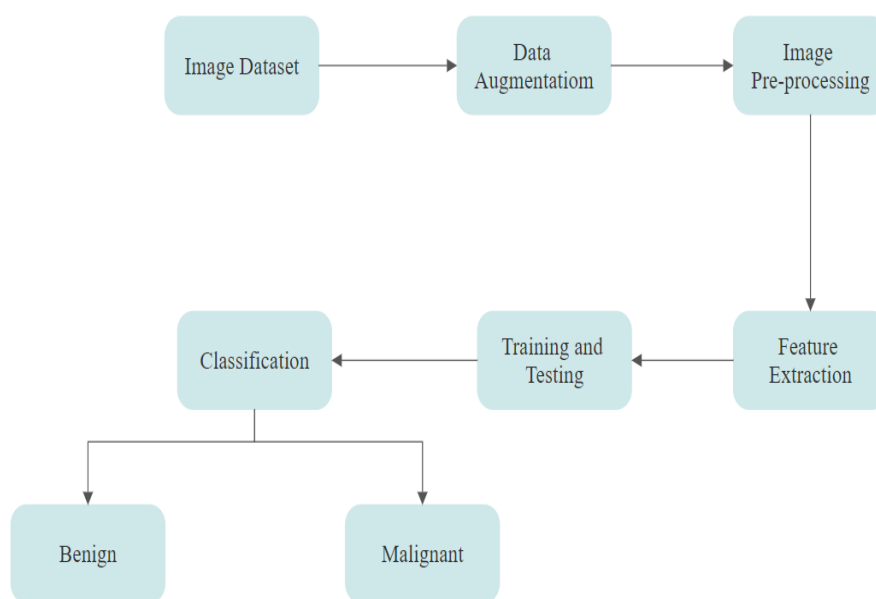 Image Dataset
Data
Augmentatiom
Image
Pre-processing
Classification
Training and
Testing
Feature
Extraction
Benign
Malignant